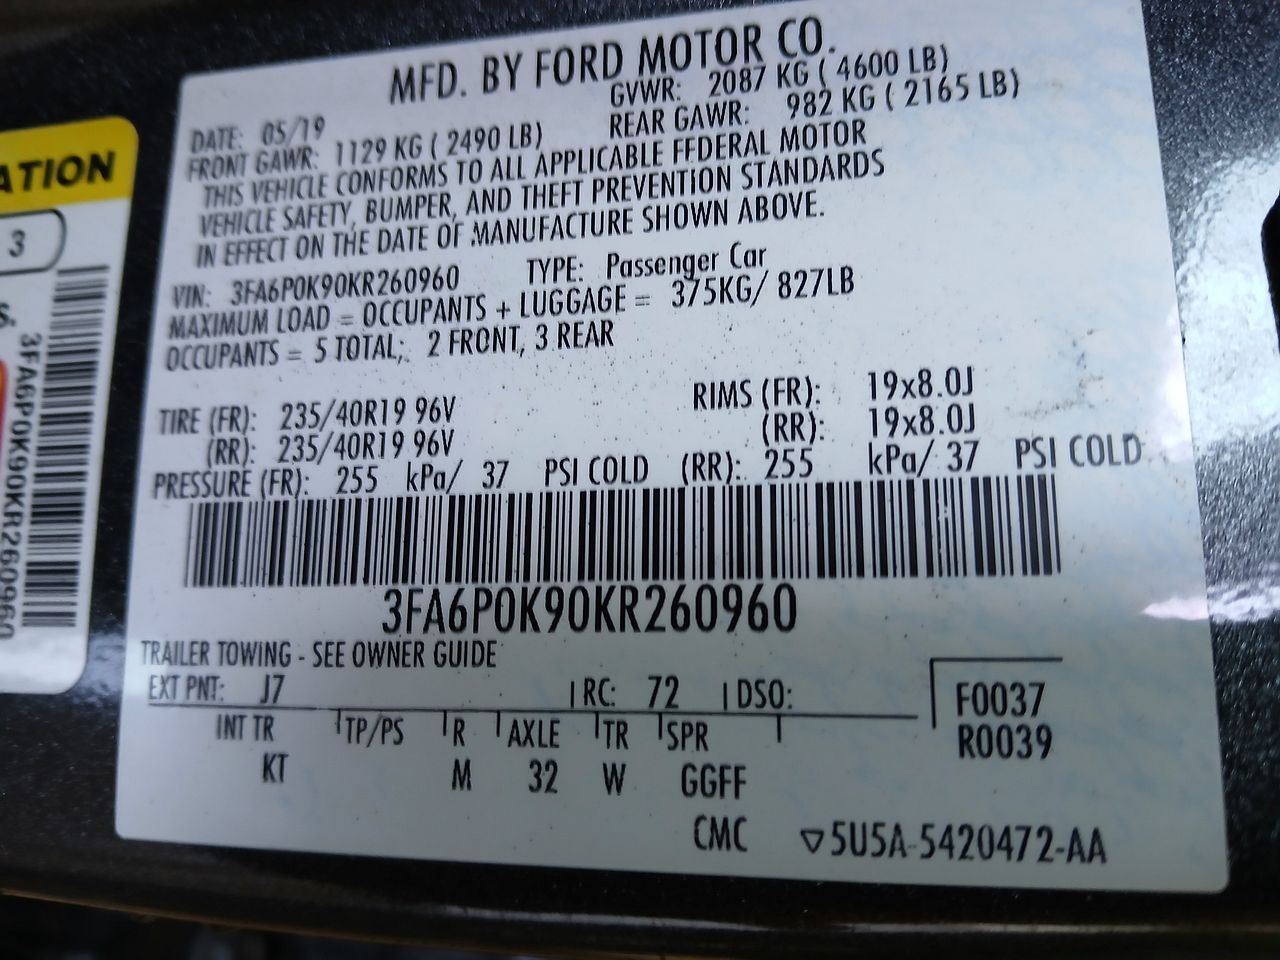 MFD. BY FORD MOTOR CO.
DATE: 05/19 GVWR: 2087 KG ( 4600 LB)
FRONT GAWR: 1129 KG ( 2490 LB) REAR GAWR: 982 KG ( 2165 LB)
THIS VEHICLE CONFORMS TO ALL APPLICABLE FEDERAL MOTOR
VEHICLE SAFETY, BUMPER, AND THEFT PREVENTION STANDARDS
IN EFFECT ON THE DATE OF MANUFACTURE SHOWN ABOVE.
VIN: 3FA6P0K90KR260960 TYPE: Passenger Car
MAXIMUM LOAD = OCCUPANTS + LUGGAGE = 375KG/ 827LB
OCCUPANTS = 5 TOTAL; 2 FRONT, 3 REAR
TIRE (FR): 235/40R19 96V RIMS (FR): 19x8.0J
(RR): 235/40R19 96V (RR): 19x8.0J
PRESSURE (FR): 255 kPa/ 37 PSI COLD (RR): 255 kPa/ 37 PSI COLD
3FA6P0K90KR260960
TRAILER TOWING - SEE OWNER GUIDE
EXT PNT: J7 RC: 72 DSO:
F0037
R0039
INT TR TP/PS R AXLE TR SPR
KT M 32 W GGFF
CMC ▽5U5A-5420472-AA
ATION
3
S.
3FA6P0K90KR260960